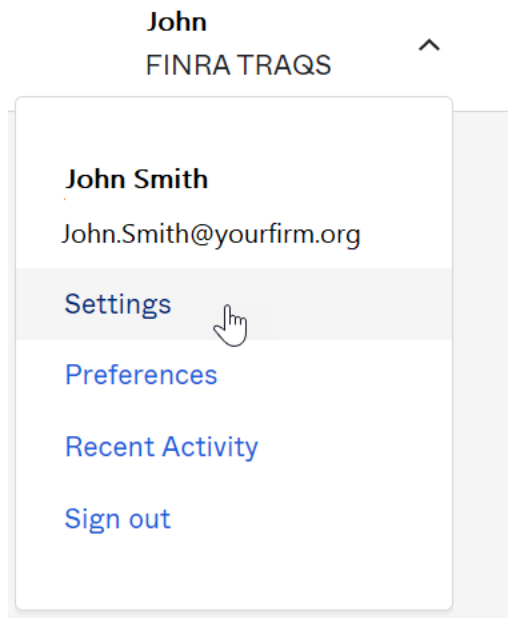 John
FINRA TRAQS
John Smith
John.Smith@yourfirm.org
Settings
Preferences
Recent Activity
Sign out